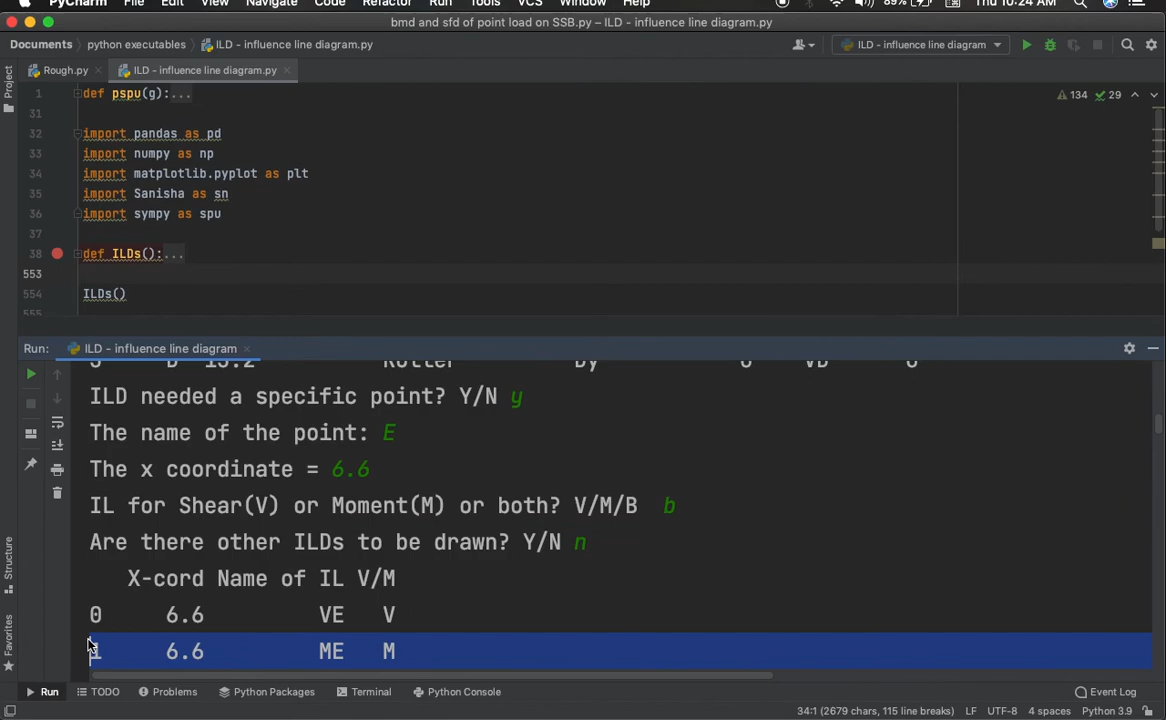 PyCharm File Edit View Navigate Code Refactor Run Tools VCS Window 89% Thu 10:24 AM
bmd and sfd of point load on SSB.py – ILD - influence line diagram.py
Documents python executables ILD - influence line diagram.py ILD - influence line diagram
Project Rough.py ILD - influence line diagram.py
1 def pspu(g):... 134 29
31
32 import pandas as pd
33 import numpy as np
34 import matplotlib.pyplot as plt
35 import Sanisha as sn
36 import sympy as spu
37
38 def ILDs():...
553
554 ILDs()
555
Run: ILD - influence line diagram
ILD needed a specific point? Y/N y
The name of the point: E
The x coordinate = 6.6
IL for Shear(V) or Moment(M) or both? V/M/B b
Are there other ILDs to be drawn? Y/N n
X-cord Name of IL V/M
0 6.6 VE V
1 6.6 ME M
Structure
Favorites
Run TODO Problems Python Packages Terminal Python Console Event Log
34:1 (2679 chars, 115 line breaks) LF UTF-8 4 spaces Python 3.9